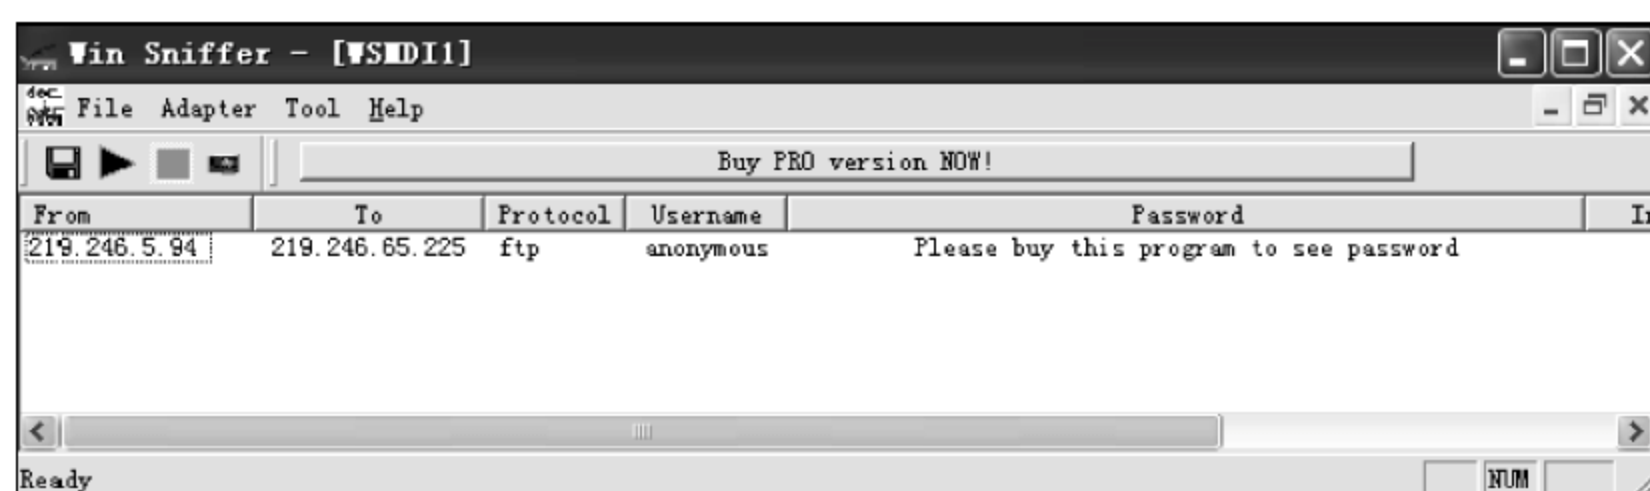 Win Sniffer - [WSMDI1]
File Adapter Tool Help
Buy PRO version NOW!
From To Protocol Username Password
219.246.5.94 219.246.65.225 ftp anonymous Please buy this program to see password
Ready NUM